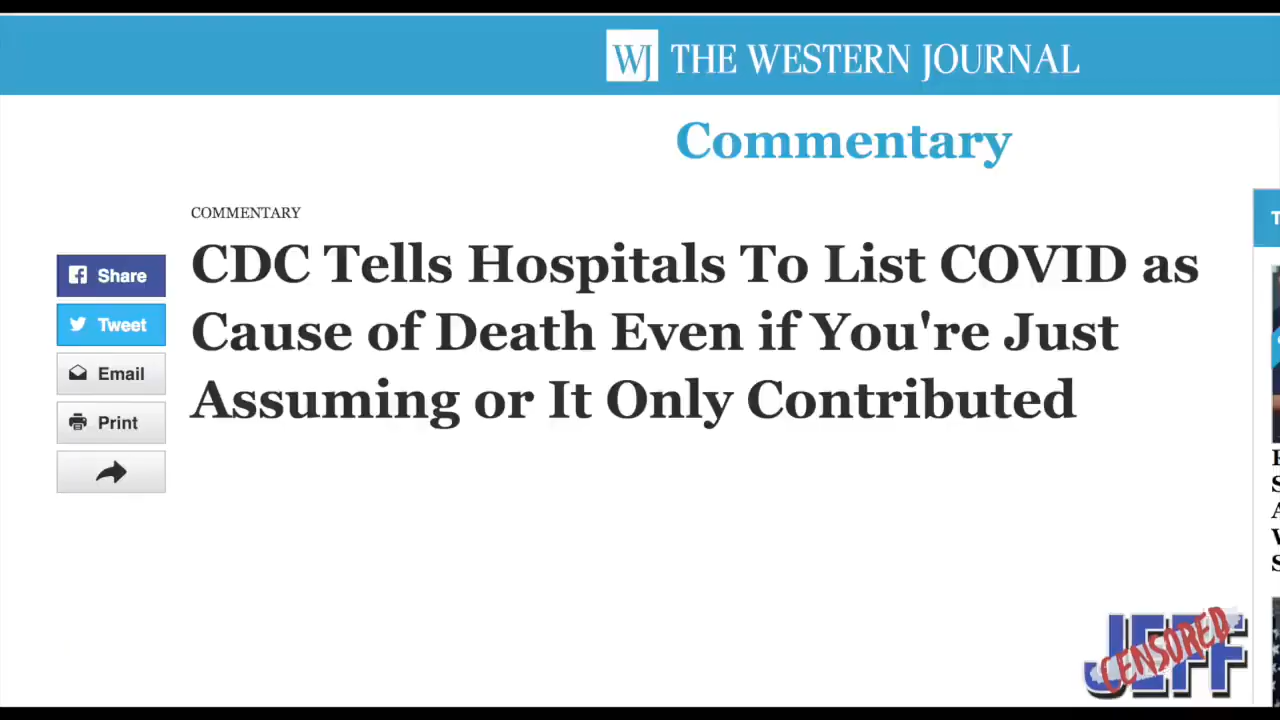 WJ THE WESTERN JOURNAL
Commentary
COMMENTARY
CDC Tells Hospitals To List COVID as
Cause of Death Even if You're Just
Assuming or It Only Contributed
Share
Tweet
Email
Print
JEFF
CENSORED